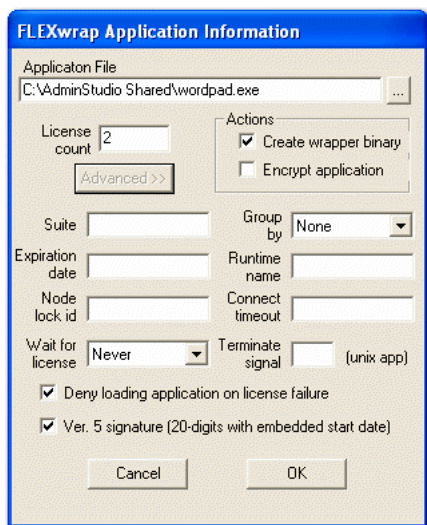 FLEXwrap Application Information
Applicaton File
C:\AdminStudio Shared\wordpad.exe
...
License count
2
Advanced >>
Actions
Create wrapper binary
Encrypt application
Suite
Group by
None
Expiration date
Runtime name
Node lock id
Connect timeout
Wait for license
Never
Terminate signal
(unix app)
Deny loading application on license failure
Ver. 5 signature (20-digits with embedded start date)
Cancel
OK